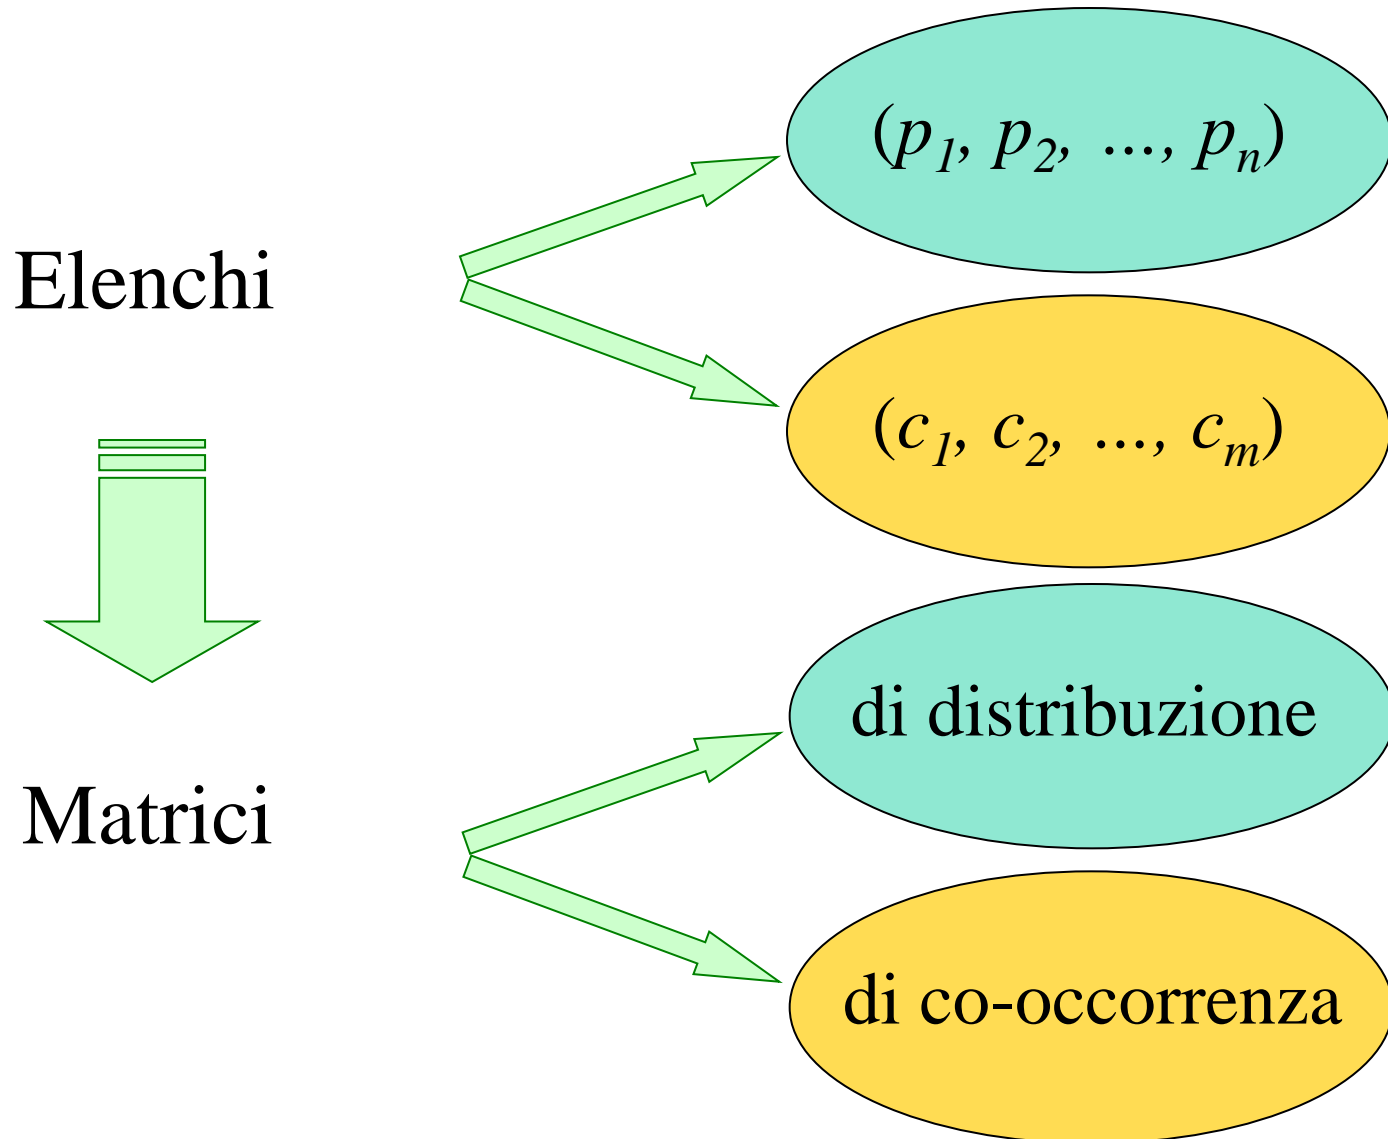 (p1, p2, ..., pn)
Elenchi
(c1, c2, ..., cm)
di distribuzione
Matrici
di co-occorrenza